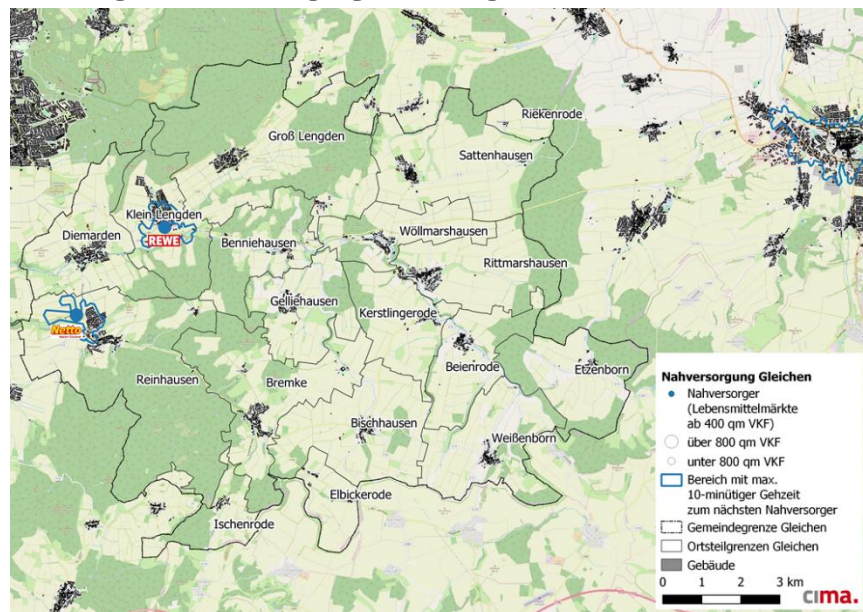 Riekenrode
Groß Lengden
Sattenhausen
Klein Lengden
Diemarden
REWE
Benniehausen
Wöllmarshausen
Rittmarshausen
Gelliehausen
Kerstlingerode
Netto
Beienrode
Etzenborn
Reinhausen
Bremke
Bischhausen
Weißenborn
Elbickerode
Ischenrode
Nahversorgung Gleichen
Nahversorger
(Lebensmittelmärkte
ab 400 qm VKF)
über 800 qm VKF
unter 800 qm VKF
Bereich mit max.
10-minütiger Gehzeit
zum nächsten Nahversorger
Gemeindegrenze Gleichen
Ortsteilgrenzen Gleichen
Gebäude
0 1 2 3 km
cima.